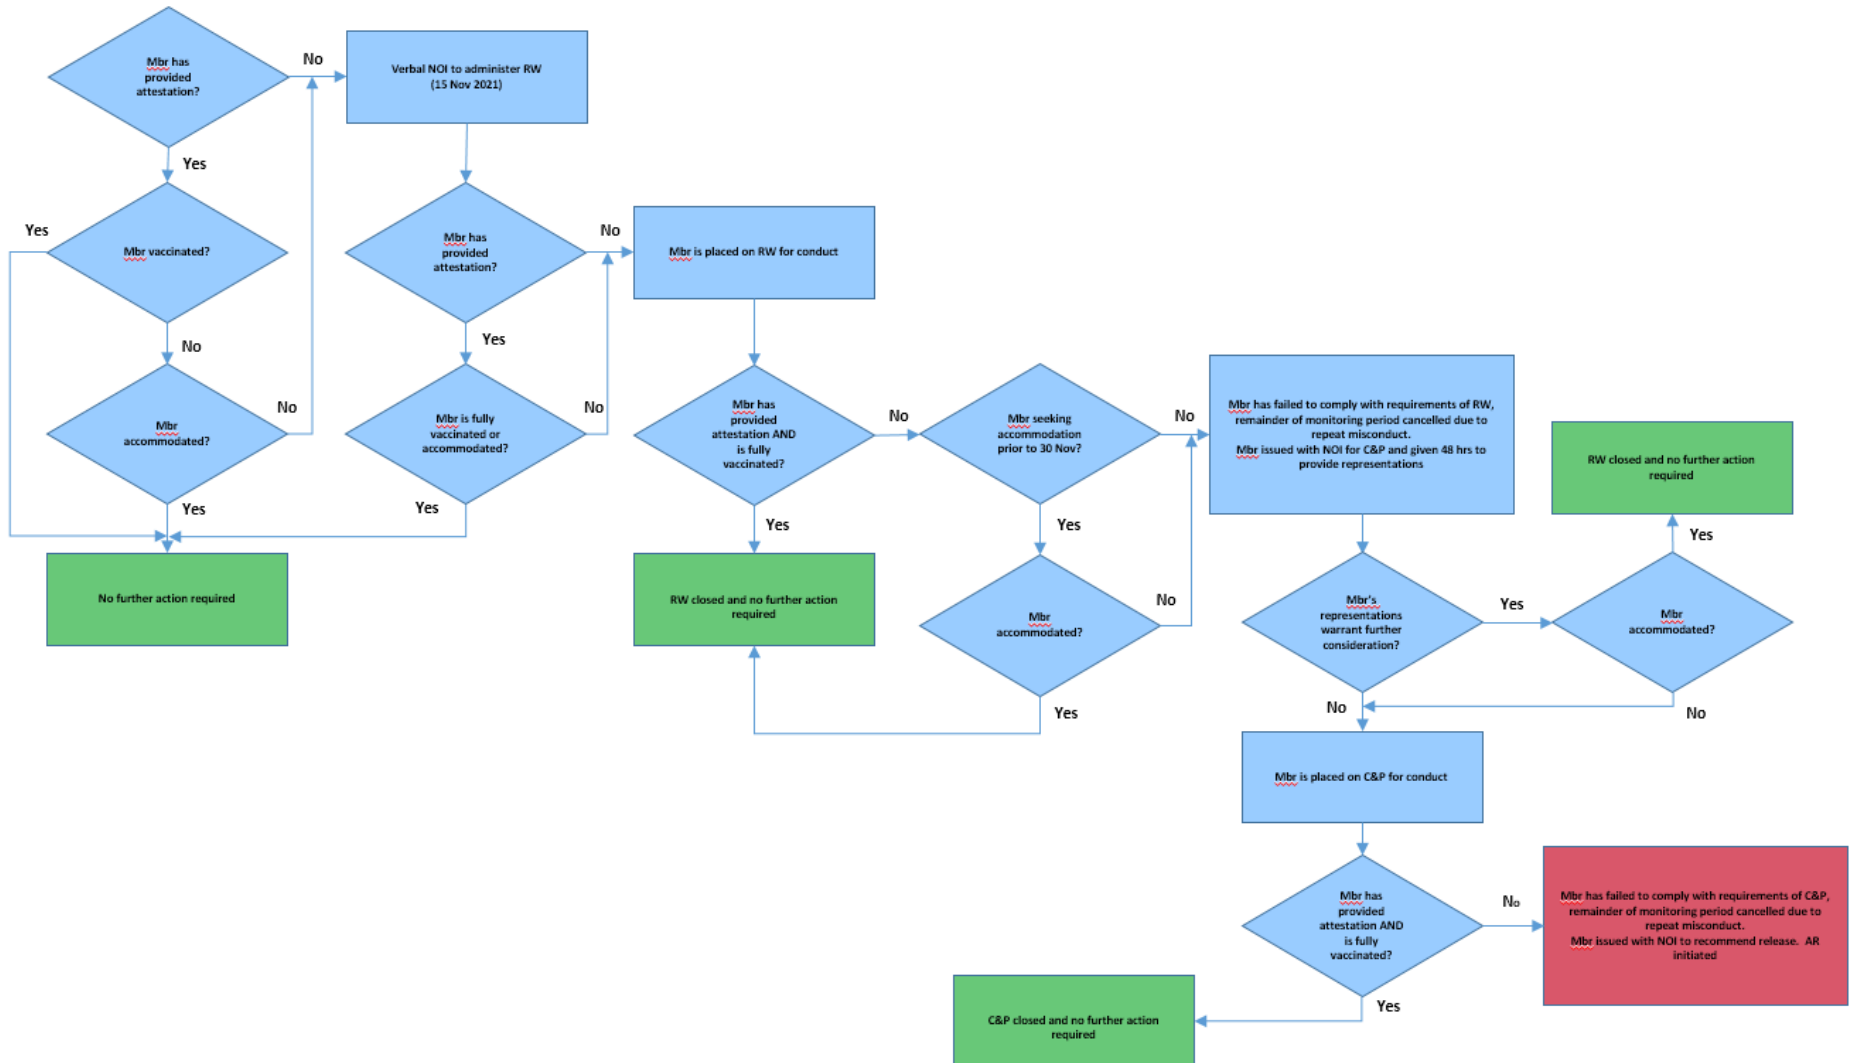 Mbr has
provided
attestation?
No
Verbal NOI to administer RW
(15 Nov 2021)
Yes
Yes
Mbr vaccinated?
No
Mbr
accommodated?
No
Yes
No further action required
Mbr has
provided
attestation?
No
Yes
Mbr is fully
vaccinated or
accommodated?
No
Yes
Mbr is placed on RW for conduct
Mbr has
provided
attestation AND
is fully
vaccinated?
No
Yes
RW closed and no further action
required
Mbr seeking
accommodation
prior to 30 Nov?
No
Yes
Mbr
accommodated?
No
Yes
Mbr has failed to comply with requirements of RW,
remainder of monitoring period cancelled due to
repeat misconduct.
Mbr issued with NOI for C&P and given 48 hrs to
provide representations
Mbr's
representations
warrant further
consideration?
Yes
No
RW closed and no further action
required
Yes
Mbr
accommodated?
No
Mbr is placed on C&P for conduct
Mbr has
provided
attestation AND
is fully
vaccinated?
No
Yes
Mbr has failed to comply with requirements of C&P,
remainder of monitoring period cancelled due to
repeat misconduct.
Mbr issued with NOI to recommend release. AR
initiated
C&P closed and no further action
required